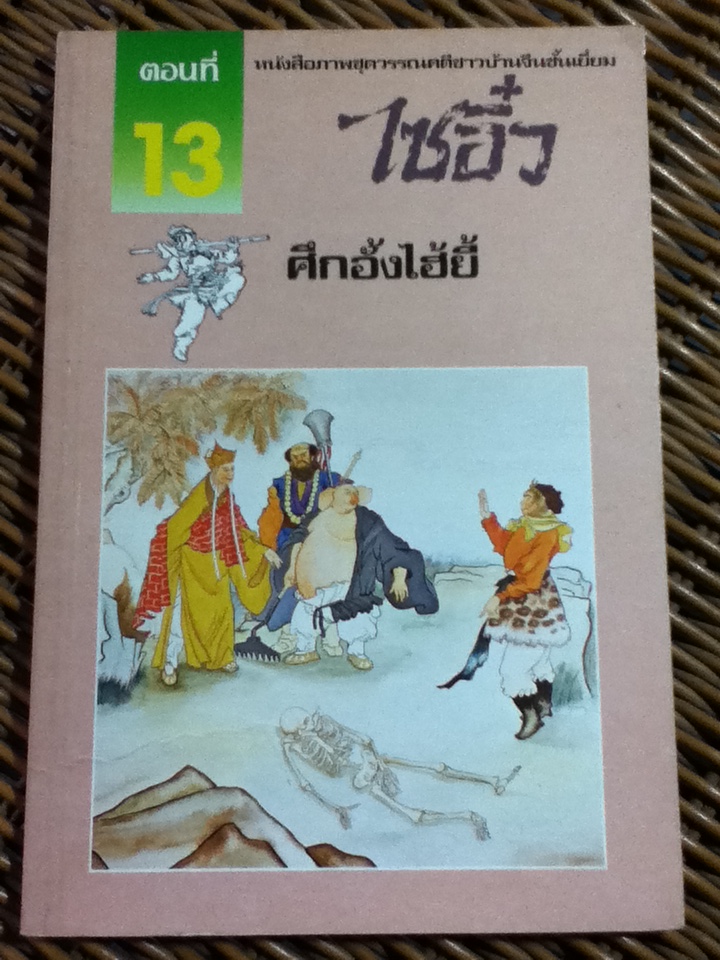 ตอนที่
13
หนังสือภาพชุดวรรณคดีชาวบ้านจีนชั้นเยี่ยม
ไซอิ๋ว
ศึกอั้งไฮ้ยี้